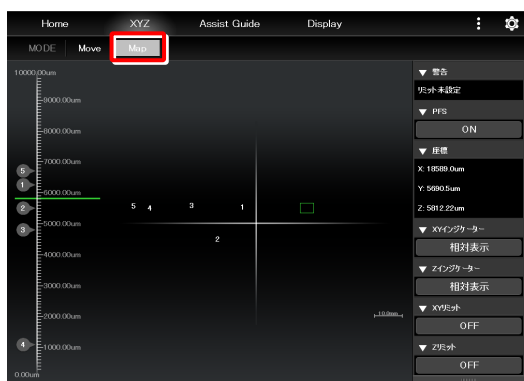 Home XYZ Assist Guide Display
MODE Move Map
10000.00um
9000.00um
8000.00um
7000.00um
6000.00um
5000.00um
4000.00um
3000.00um
2000.00um
1000.00um
0.00um
5
1
2
3
4
5 4 3 1
2
10.0mm
▼ 警告
リミット未設定
▼ PFS
ON
▼ 座標
X: 18589.0um
Y: 5690.5um
Z: 5812.22um
▼ XYインジケーター
相対表示
▼ Zインジケーター
相対表示
▼ XYリミット
OFF
▼ Zリミット
OFF